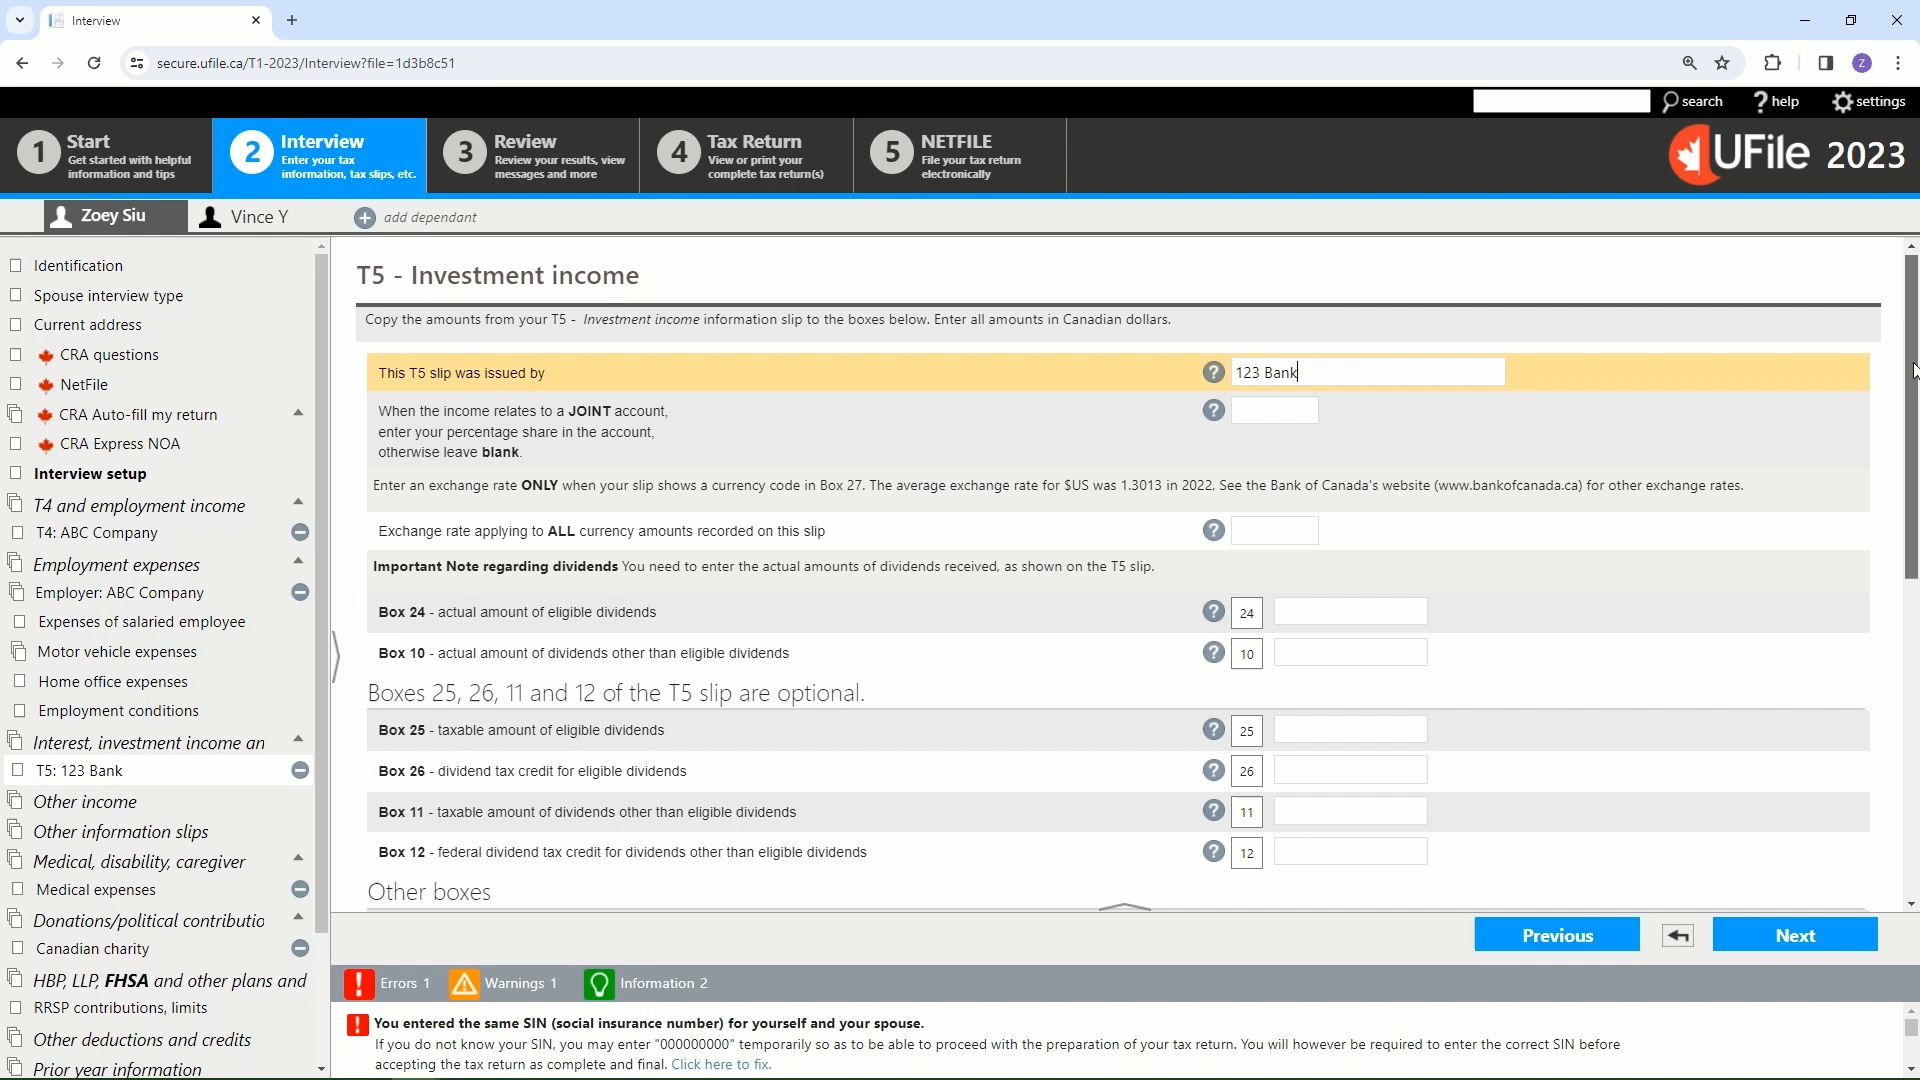 Interview
secure.ufile.ca/T1-2023/Interview?file=1d3b8c51
Z
search
help
settings
1 Start
Get started with helpful
information and tips
2 Interview
Enter your tax
information, tax slips, etc.
3 Review
Review your results, view
messages and more
4 Tax Return
View or print your
complete tax return(s)
5 NETFILE
File your tax return
electronically
UFile 2023
Zoey Siu
Vince Y
add dependant
Identification
Spouse interview type
Current address
CRA questions
NetFile
CRA Auto-fill my return
CRA Express NOA
Interview setup
T4 and employment income
T4: ABC Company
Employment expenses
Employer: ABC Company
Expenses of salaried employee
Motor vehicle expenses
Home office expenses
Employment conditions
Interest, investment income an
T5: 123 Bank
Other income
Other information slips
Medical, disability, caregiver
Medical expenses
Donations/political contributio
Canadian charity
HBP, LLP, FHSA and other plans and
RRSP contributions, limits
Other deductions and credits
Prior year information
T5 - Investment income
Copy the amounts from your T5 - Investment income information slip to the boxes below. Enter all amounts in Canadian dollars.
This T5 slip was issued by ? 123 Bank
When the income relates to a JOINT account, ?
enter your percentage share in the account,
otherwise leave blank.
Enter an exchange rate ONLY when your slip shows a currency code in Box 27. The average exchange rate for $US was 1.3013 in 2022, See the Bank of Canada's website (www.bankofcanada.ca) for other exchange rates.
Exchange rate applying to ALL currency amounts recorded on this slip ?
Important Note regarding dividends You need to enter the actual amounts of dividends received, as shown on the T5 slip.
Box 24 - actual amount of eligible dividends ? 24
Box 10 - actual amount of dividends other than eligible dividends ? 10
Boxes 25, 26, 11 and 12 of the T5 slip are optional.
Box 25 - taxable amount of eligible dividends ? 25
Box 26 - dividend tax credit for eligible dividends ? 26
Box 11 - taxable amount of dividends other than eligible dividends ? 11
Box 12 - federal dividend tax credit for dividends other than eligible dividends ? 12
Other boxes
Previous
Next
Errors 1
Warnings 1
Information 2
You entered the same SIN (social insurance number) for yourself and your spouse.
If you do not know your SIN, you may enter "000000000" temporarily so as to be able to proceed with the preparation of your tax return. You will however be required to enter the correct SIN before
accepting the tax return as complete and final. Click here to fix.